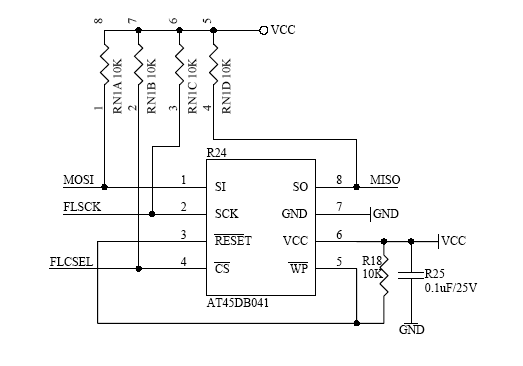 8 7 6 5
VCC
RN1A 10K RN1B 10K RN1C 10K RN1D 10K
1 2 3 4
R24
MOSI 1 SI SO 8 MISO
FLSCK 2 SCK GND 7 GND
3 RESET VCC 6 VCC
FLCSEL 4 CS WP 5
R18
10K
R25
0.1uF/25V
AT45DB041
GND